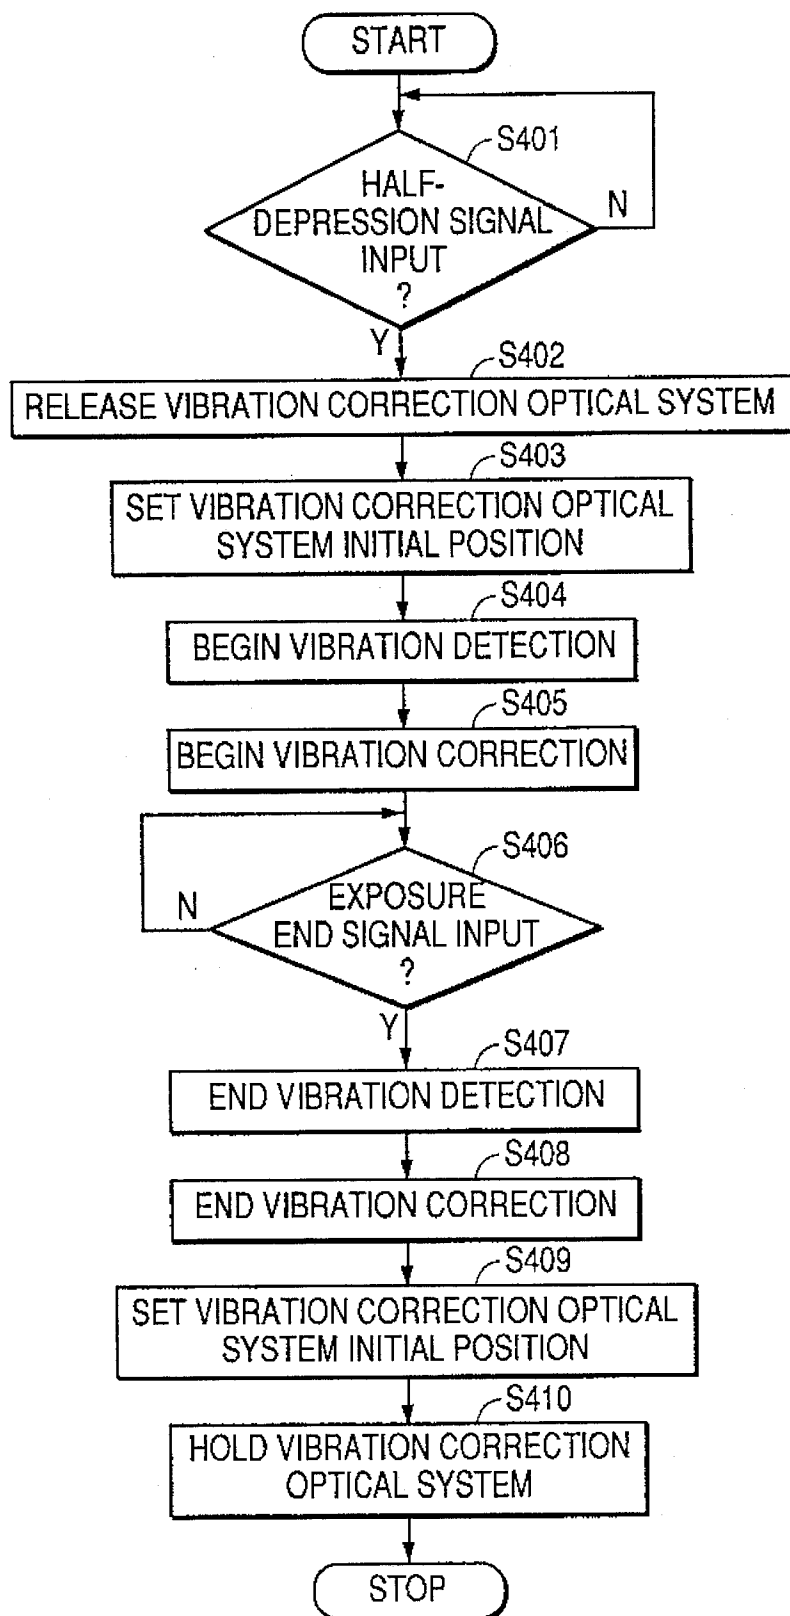 START
S401
HALF-
DEPRESSION SIGNAL
INPUT
?
N
Y
S402
RELEASE VIBRATION CORRECTION OPTICAL SYSTEM
S403
SET VIBRATION CORRECTION OPTICAL
SYSTEM INITIAL POSITION
S404
BEGIN VIBRATION DETECTION
S405
BEGIN VIBRATION CORRECTION
S406
EXPOSURE
END SIGNAL INPUT
?
N
Y
S407
END VIBRATION DETECTION
S408
END VIBRATION CORRECTION
S409
SET VIBRATION CORRECTION OPTICAL
SYSTEM INITIAL POSITION
S410
HOLD VIBRATION CORRECTION
OPTICAL SYSTEM
STOP